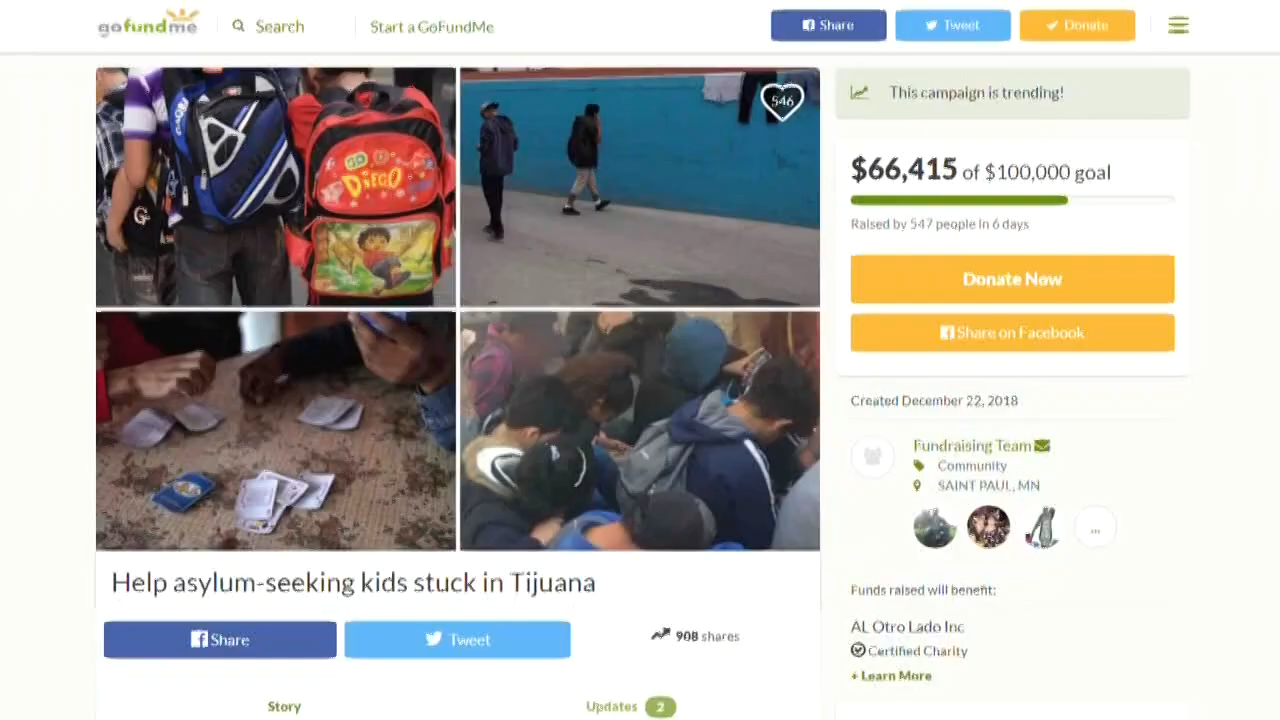 gofundme
Search
Start a GoFundMe
Share
Tweet
Donate
GO
DIEGO
G
546
This campaign is trending!
$66,415 of $100,000 goal
Raised by 547 people in 6 days
Donate Now
Share on Facebook
Created December 22, 2018
Fundraising Team
Community
SAINT PAUL, MN
...
Funds raised will benefit:
AL Otro Lado Inc
Certified Charity
+ Learn More
Help asylum-seeking kids stuck in Tijuana
Share
Tweet
908 shares
Story
Updates 2